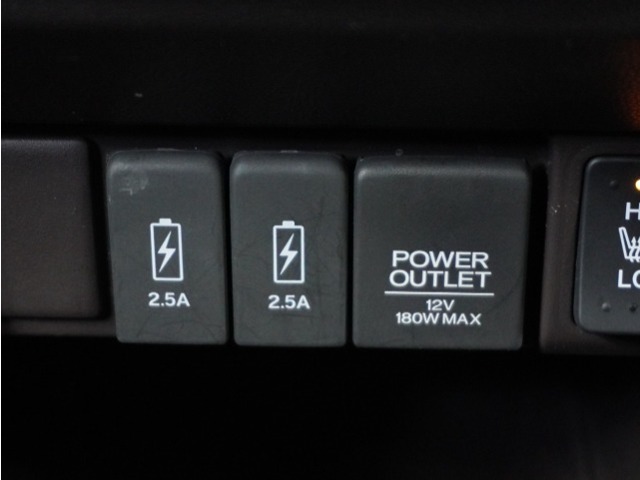 2.5A
2.5A
POWER
OUTLET
12V
180W MAX